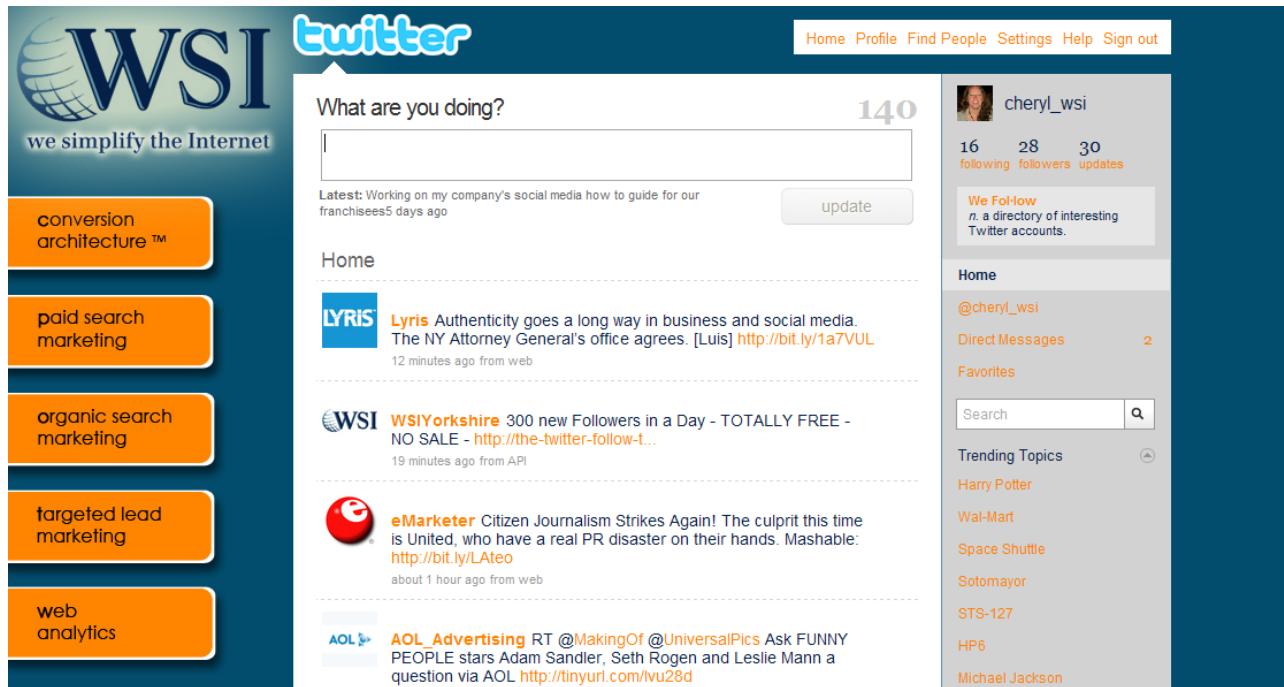 WSI
we simplify the Internet
conversion
architecture ™
paid search
marketing
organic search
marketing
targeted lead
marketing
web
analytics
twitter
Home Profile Find People Settings Help Sign out
What are you doing?
140
Latest: Working on my company's social media how to guide for our
franchisees5 days ago
update
Home
LYRIS
Lyris Authenticity goes a long way in business and social media.
The NY Attorney General's office agrees. [Luis] http://bit.ly/1a7VUL
12 minutes ago from web
WSI
WSIYorkshire 300 new Followers in a Day - TOTALLY FREE -
NO SALE - http://the-twitter-follow-t...
19 minutes ago from API
e
eMarketer Citizen Journalism Strikes Again! The culprit this time
is United, who have a real PR disaster on their hands. Mashable:
http://bit.ly/LAteo
about 1 hour ago from web
AOL
AOL_Advertising RT @MakingOf @UniversalPics Ask FUNNY
PEOPLE stars Adam Sandler, Seth Rogen and Leslie Mann a
question via AOL http://tinyurl.com/lvu28d
cheryl_wsi
16 28 30
following followers updates
We Fol·low
n. a directory of interesting
Twitter accounts.
Home
@cheryl_wsi
Direct Messages 2
Favorites
Search
Trending Topics
Harry Potter
Wal-Mart
Space Shuttle
Sotomayor
STS-127
HP6
Michael Jackson